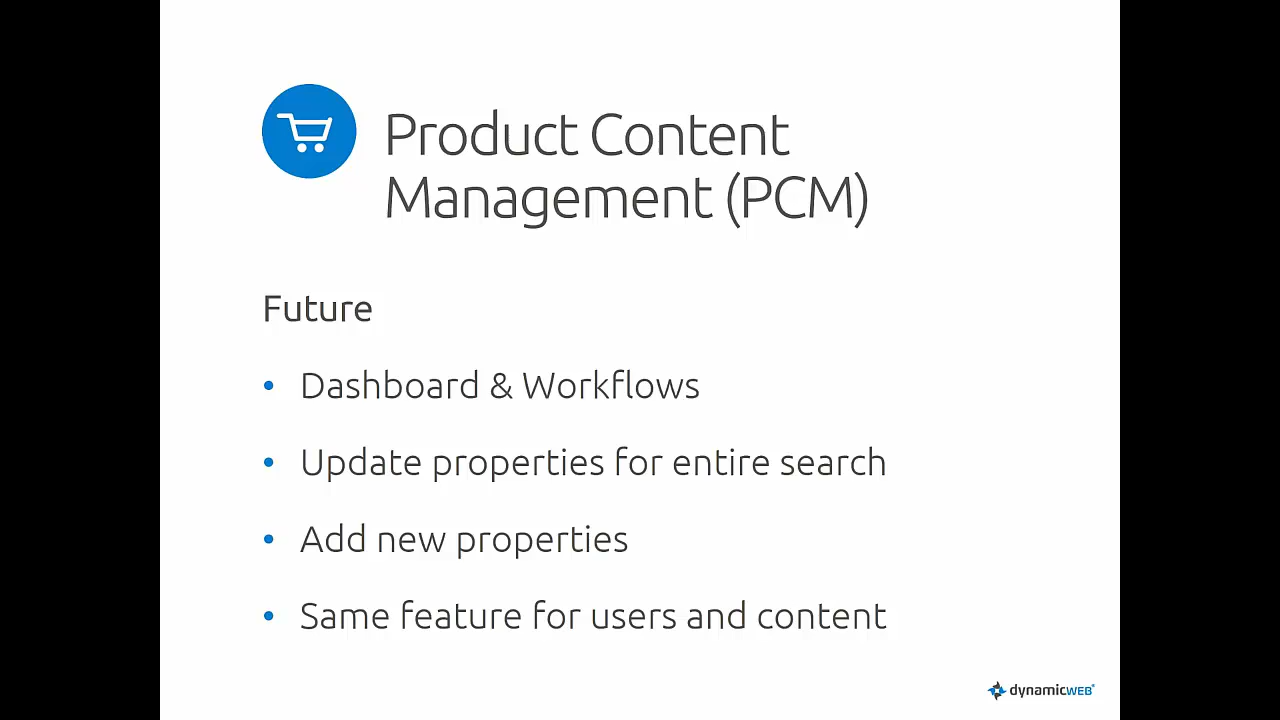 Product Content
Management (PCM)
Future
• Dashboard & Workflows
• Update properties for entire search
• Add new properties
• Same feature for users and content
dynamicWEB